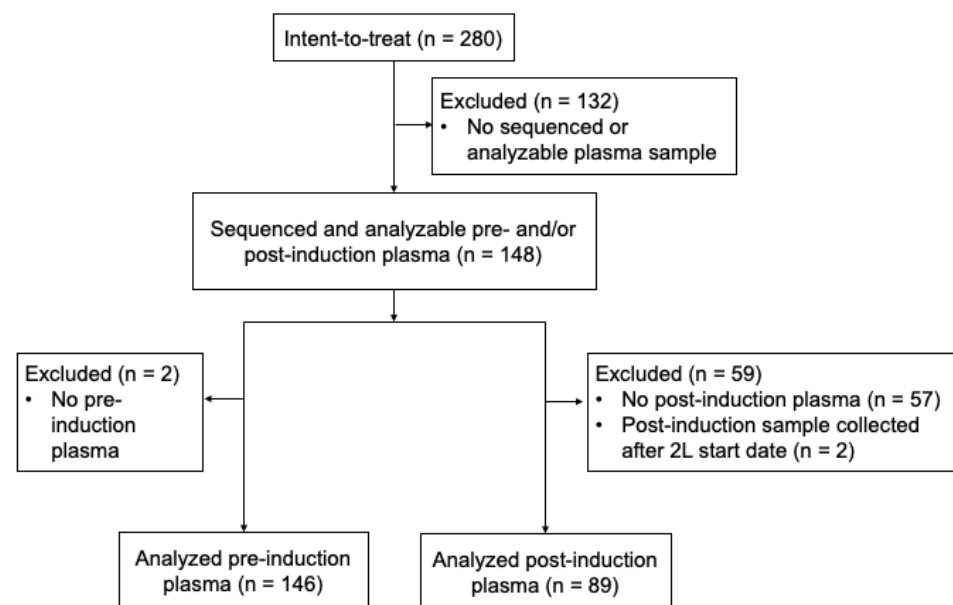 Intent-to-treat (n = 280)
Excluded (n = 132)
• No sequenced or
analyzable plasma sample
Sequenced and analyzable pre- and/or
post-induction plasma (n = 148)
Excluded (n = 2)
• No pre-
induction
plasma
Excluded (n = 59)
• No post-induction plasma (n = 57)
• Post-induction sample collected
after 2L start date (n = 2)
Analyzed pre-induction
plasma (n = 146)
Analyzed post-induction
plasma (n = 89)